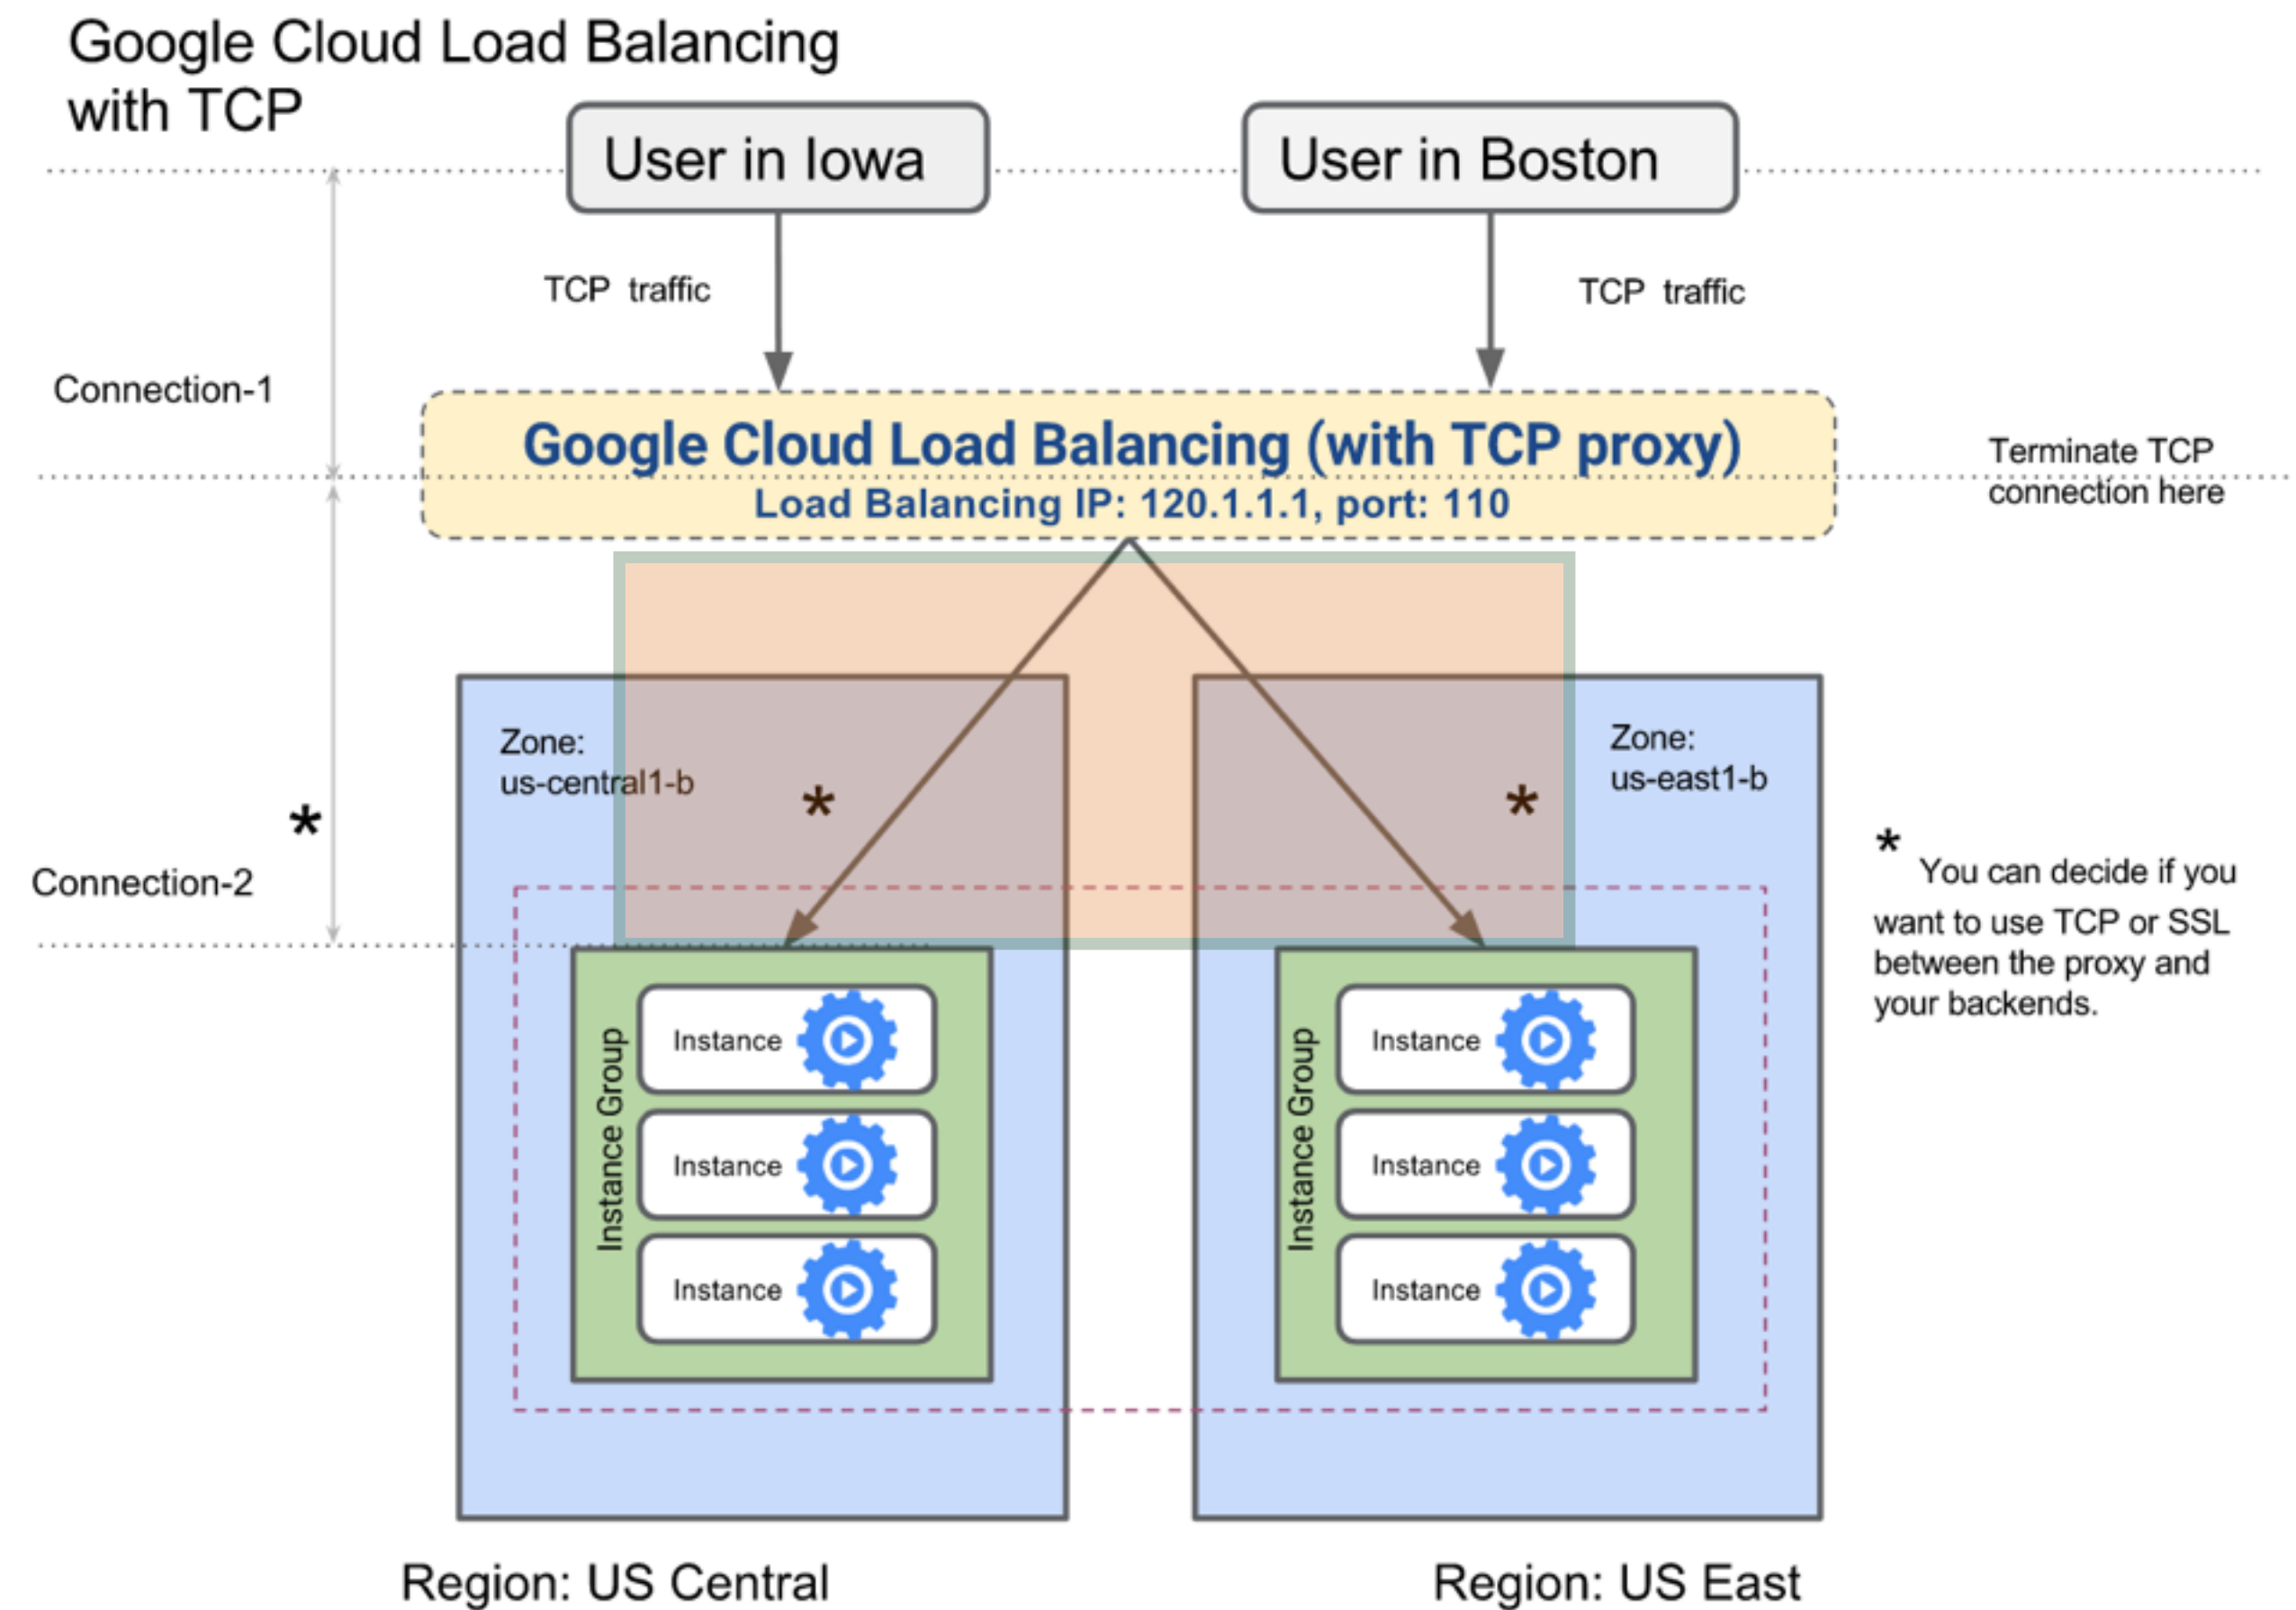 Google Cloud Load Balancing
with TCP
User in Iowa
User in Boston
TCP traffic
TCP traffic
Connection-1
Google Cloud Load Balancing (with TCP proxy)
Load Balancing IP: 120.1.1.1, port: 110
Terminate TCP
connection here
Zone:
us-central1-b
*
*
Zone:
us-east1-b
*
Connection-2
* You can decide if you
want to use TCP or SSL
between the proxy and
your backends.
Instance Group
Instance
Instance
Instance
Instance Group
Instance
Instance
Instance
Region: US Central
Region: US East